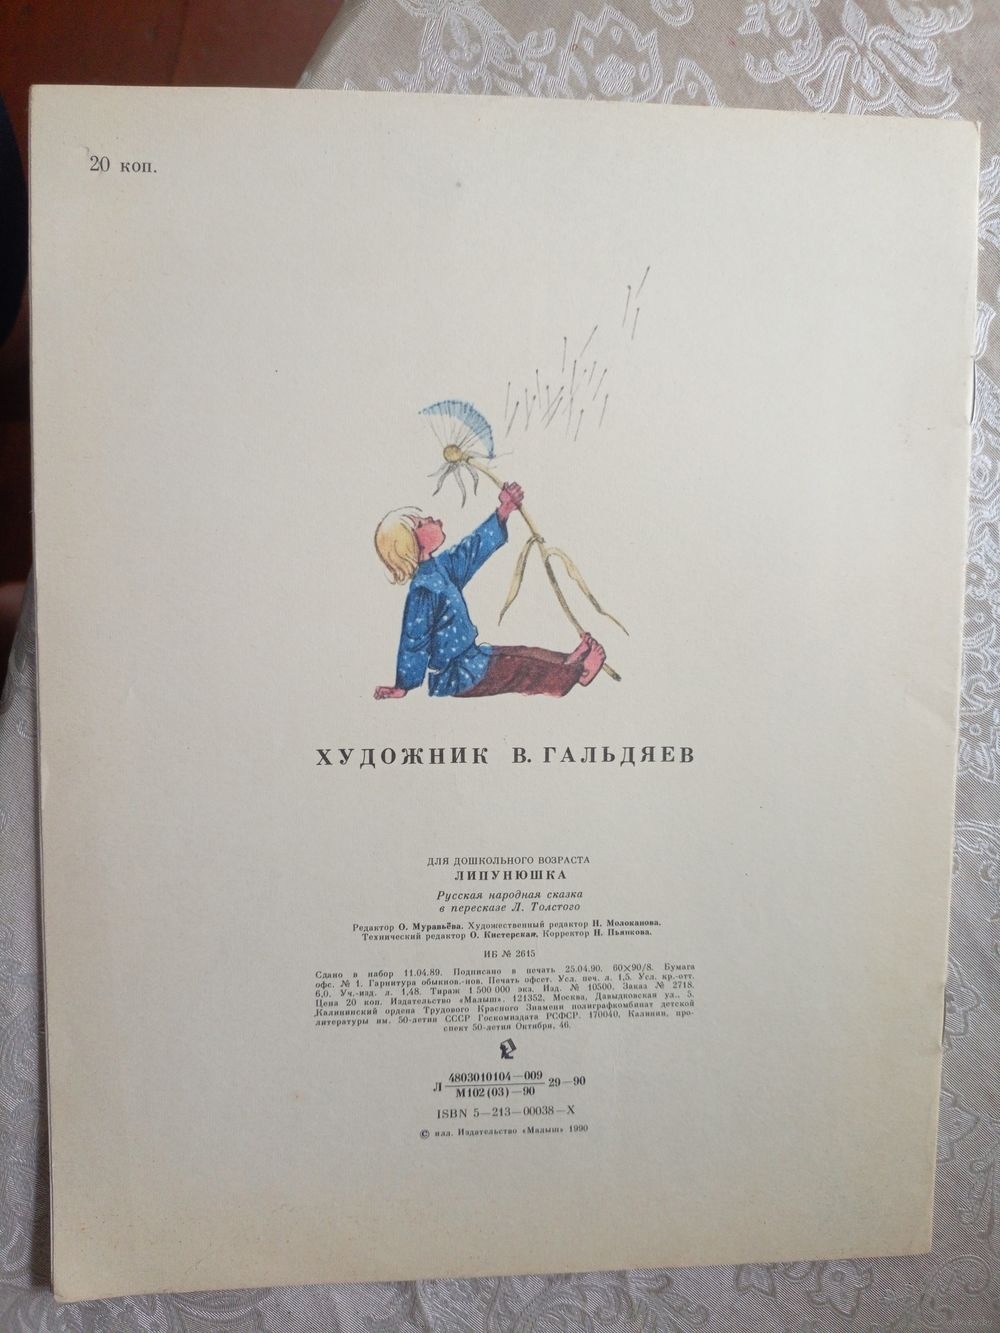 20 коп.
ХУДОЖНИК В. ГАЛЬДЯЕВ
ДЛЯ ДОШКОЛЬНОГО ВОЗРАСТА
ЛИПУНЮШКА
Русская народная сказка
в пересказе Л. Толстого
Редактор О. Муравьёва. Художественный редактор Н. Молоканова.
Технический редактор О. Кистерская. Корректор Н. Пьянкова.
ИБ № 2615
Сдано в набор 11.04.89. Подписано в печать 25.04.90. 60×90/8. Бумага
офс. № 1. Гарнитура обыкнов.-нов. Печать офсет. Усл. печ. л. 1,5. Усл. кр.-отт.
6,0. Уч.-изд. л. 1,48. Тираж 1 500 000 экз. Изд. № 10500. Заказ № 2718.
Цена 20 коп. Издательство «Малыш». 121352, Москва, Давыдковская ул., 5.
Калининский ордена Трудового Красного Знамени полиграфкомбинат детской
литературы им. 50-летия СССР Госкомиздата РСФСР. 170040, Калинин, про-
спект 50-летия Октября, 46.
Л 4803010104—009 29—90
М102(03)—90
ISBN 5—213—00038—X
© илл. Издательство «Малыш» 1990